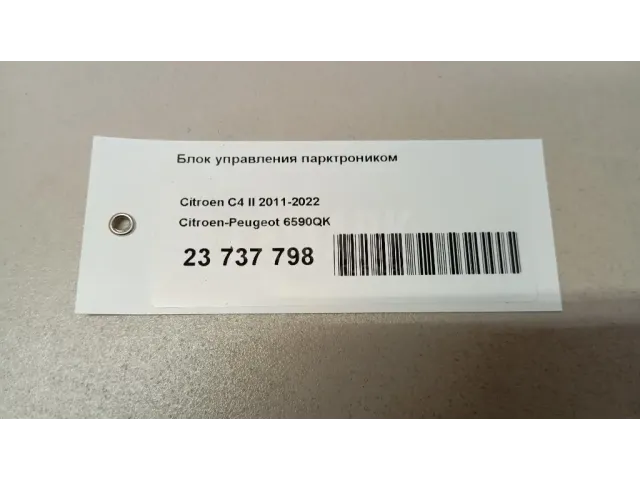 Блок управления парктроником
Citroen C4 II 2011-2022
Citroen-Peugeot 6590QK
23 737 798